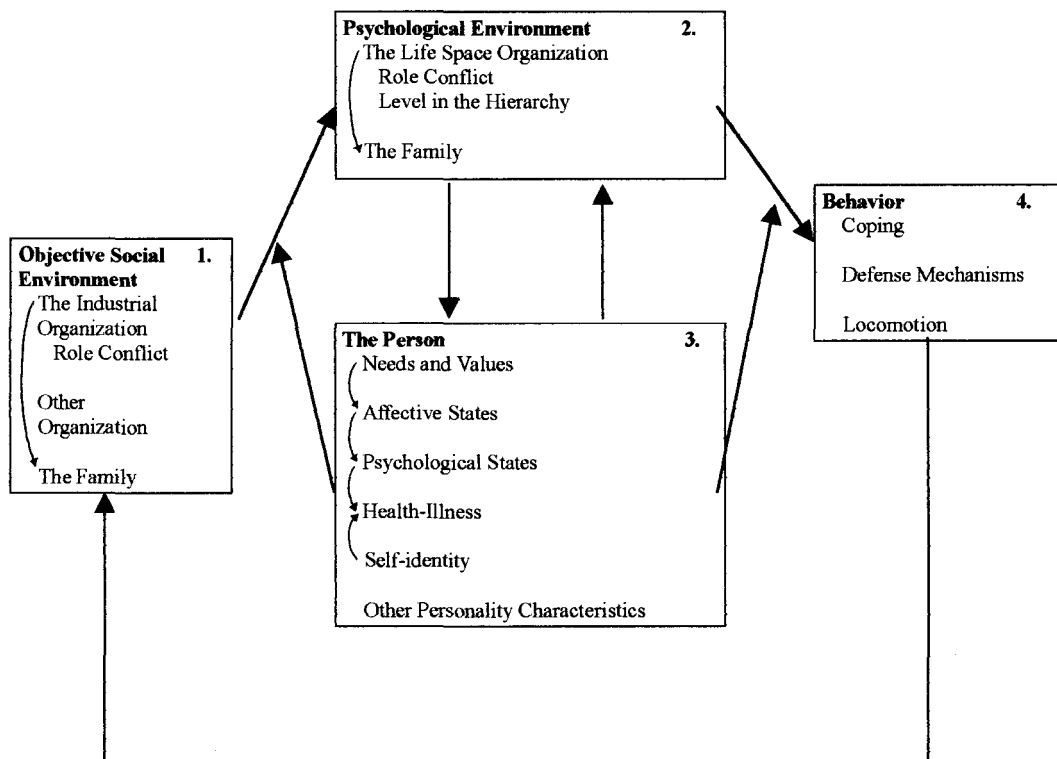 Psychological Environment 2.
The Life Space Organization
Role Conflict
Level in the Hierarchy
The Family
Objective Social 1.
Environment
The Industrial
Organization
Role Conflict
Other
Organization
The Family
The Person 3.
Needs and Values
Affective States
Psychological States
Health-Illness
Self-identity
Other Personality Characteristics
Behavior 4.
Coping
Defense Mechanisms
Locomotion